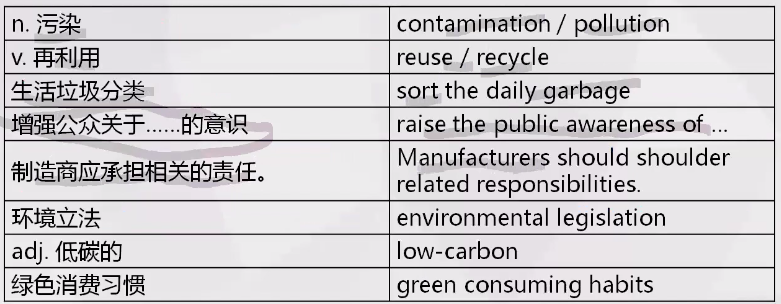 n. 污染 contamination / pollution
v. 再利用 reuse / recycle
生活垃圾分类 sort the daily garbage
增强公众关于……的意识 raise the public awareness of ...
制造商应承担相关的责任。 Manufacturers should shoulder
related responsibilities.
环境立法 environmental legislation
adj. 低碳的 low-carbon
绿色消费习惯 green consuming habits